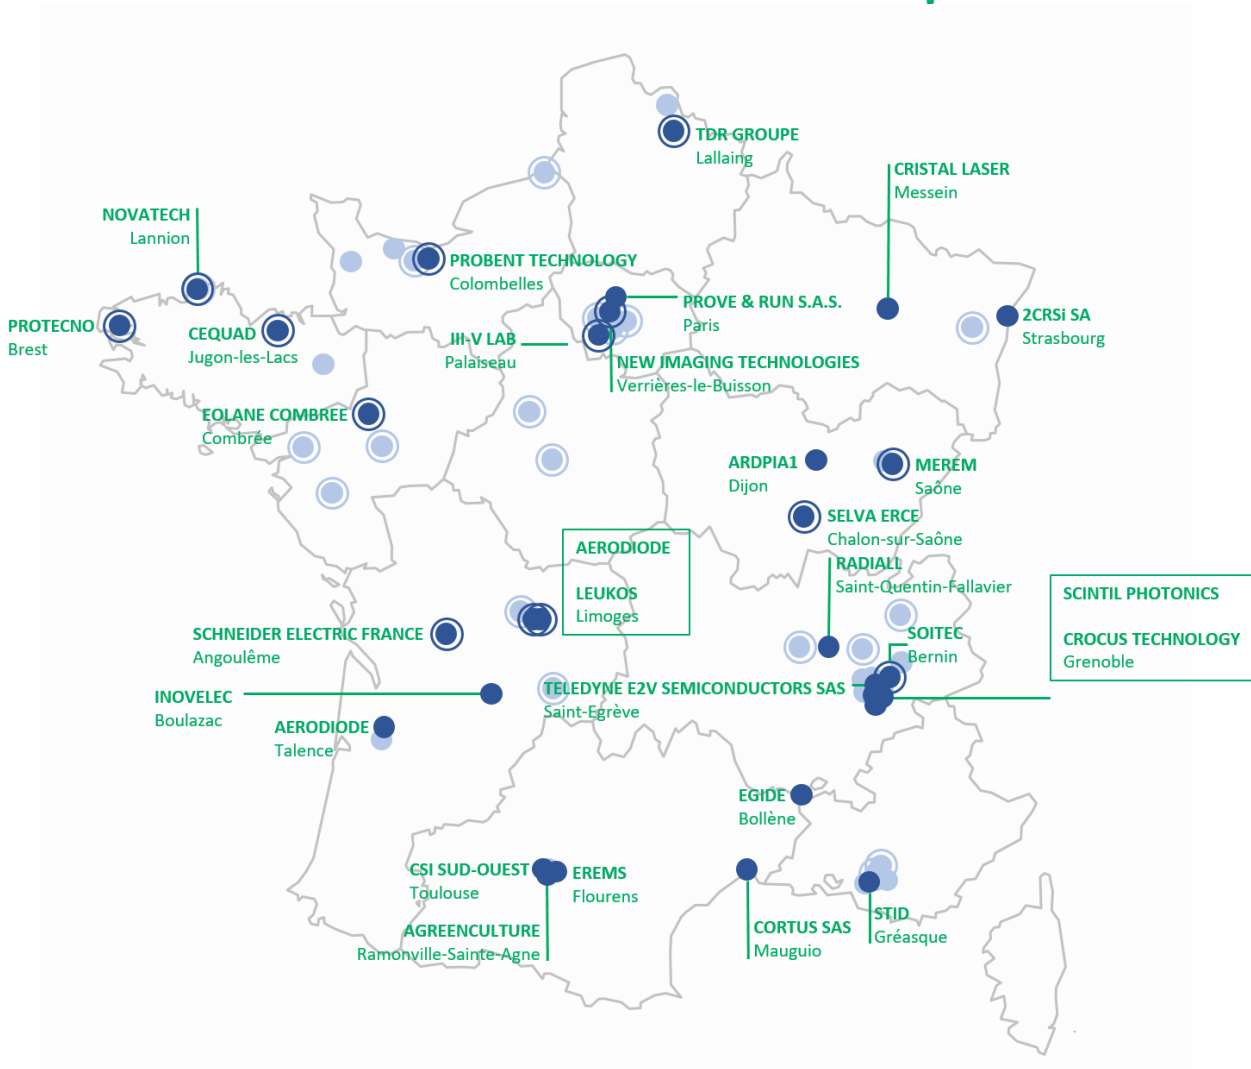 TDR GROUPE
Lallaing
CRISTAL LASER
Messein
NOVATECH
Lannion
PROBENT TECHNOLOGY
Colombelles
PROVE & RUN S.A.S.
Paris
2CRSi SA
Strasbourg
PROTECNO
Brest
CEQUAD
Jugon-les-Lacs
III-V LAB
Palaiseau
NEW IMAGING TECHNOLOGIES
Verrières-le-Buisson
EOLANE COMBREE
Combrée
ARDPIA1
Dijon
MEREM
Saône
SELVA ERCE
Chalon-sur-Saône
AERODIODE
LEUKOS
Limoges
RADIALL
Saint-Quentin-Fallavier
SCINTIL PHOTONICS
CROCUS TECHNOLOGY
Grenoble
SCHNEIDER ELECTRIC FRANCE
Angoulême
SOITEC
Bernin
INOVELEC
Boulazac
TELEDYNE E2V SEMICONDUCTORS SAS
Saint-Egrève
AERODIODE
Talence
EGIDE
Bollène
CSI SUD-OUEST
Toulouse
EREMS
Flourens
AGREENCULTURE
Ramonville-Sainte-Agne
CORTUS SAS
Mauguio
STID
Gréasque